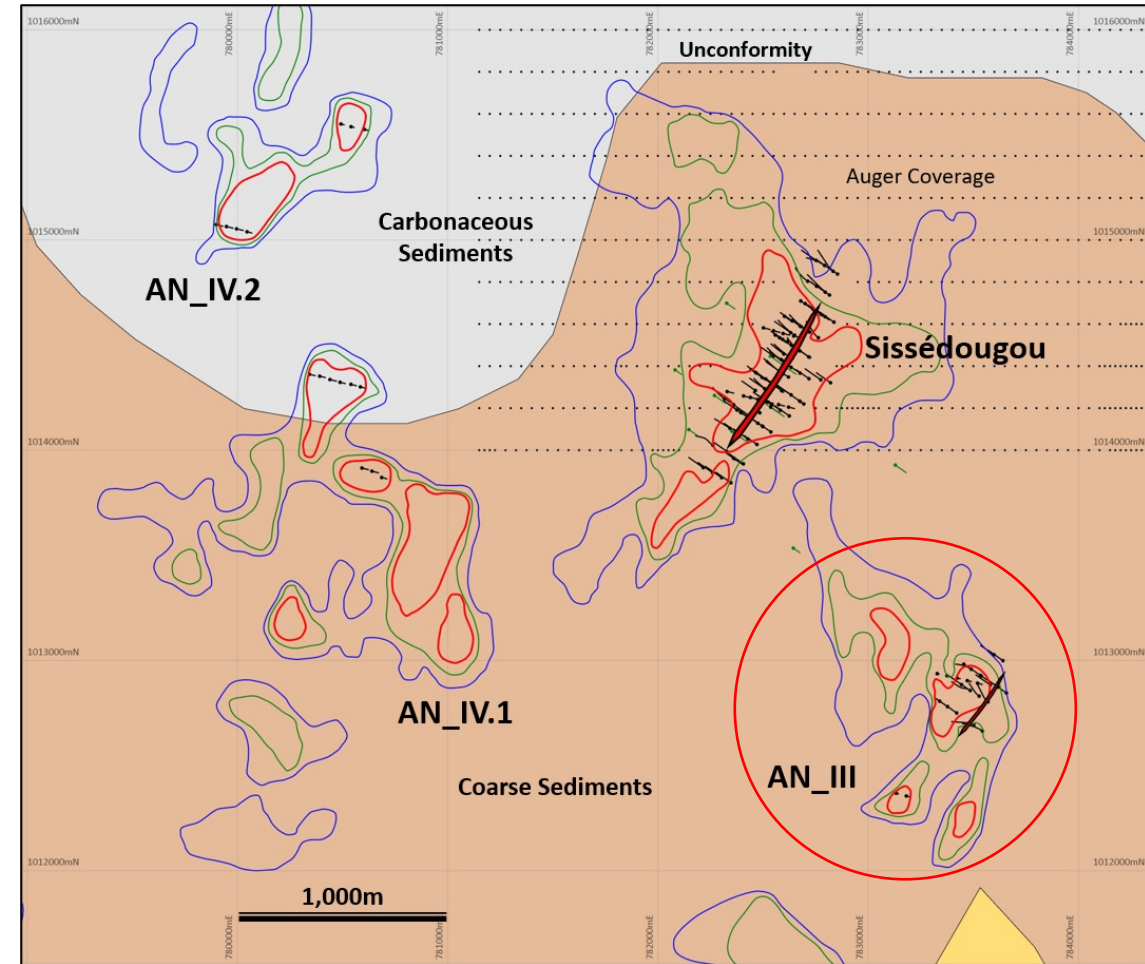 1016000mN
780000mE
781000mE
782000mE
783000mE
784000mE
1016000mN
Unconformity
Auger Coverage
Carbonaceous
Sediments
1015000mN
1015000mN
AN_IV.2
Sissédougou
1014000mN
1014000mN
1013000mN
1013000mN
AN_IV.1
AN_III
Coarse Sediments
1012000mN
1012000mN
1,000m
780000mE
781000mE
782000mE
783000mE
784000mE